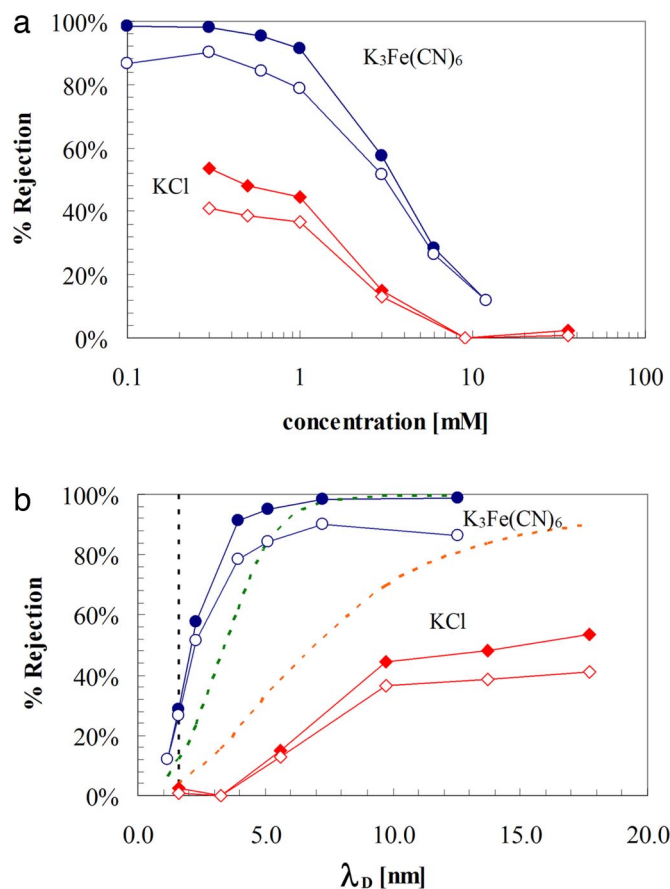 a
100%
80%
60%
40%
20%
0%
% Rejection
K₃Fe(CN)₆
KCl
0.1 1 10 100
concentration [mM]
b
100%
80%
60%
40%
20%
0%
% Rejection
K₃Fe(CN)₆
KCl
0.0 5.0 10.0 15.0 20.0
λD [nm]